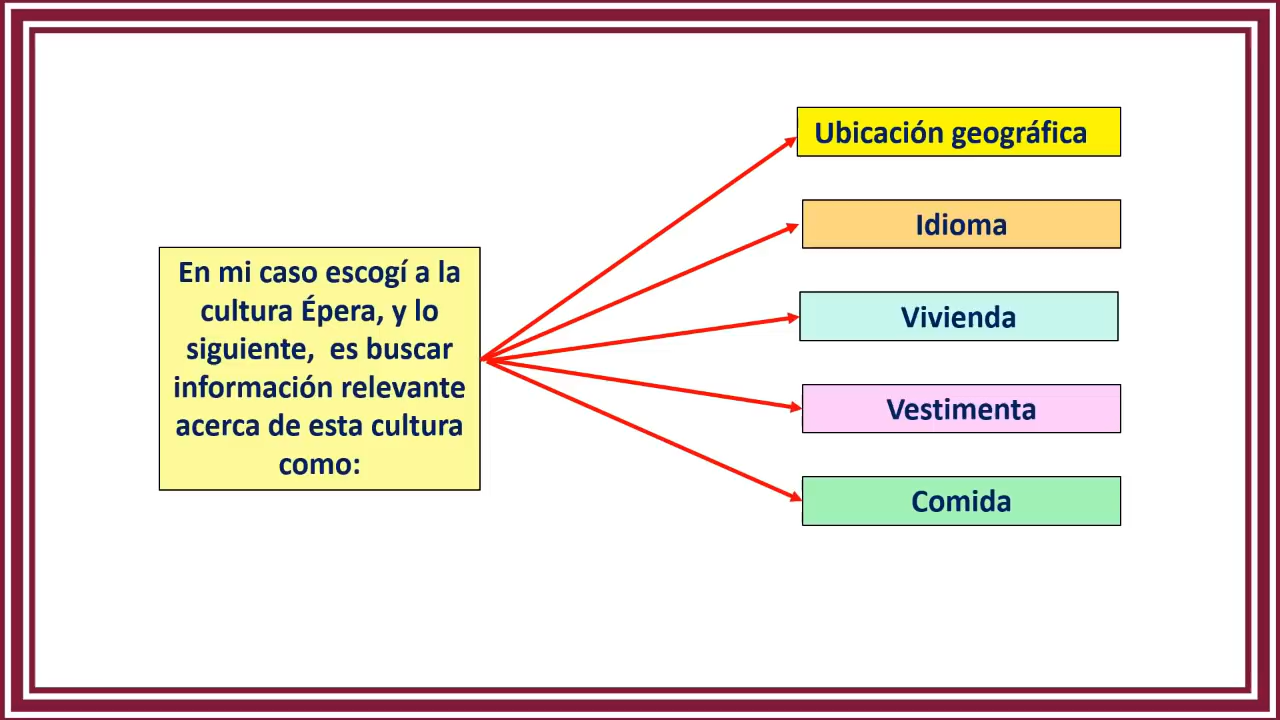 En mi caso escogí a la
cultura Épera, y lo
siguiente,  es buscar
información relevante
acerca de esta cultura
como:
Ubicación geográfica
Idioma
Vivienda
Vestimenta
Comida